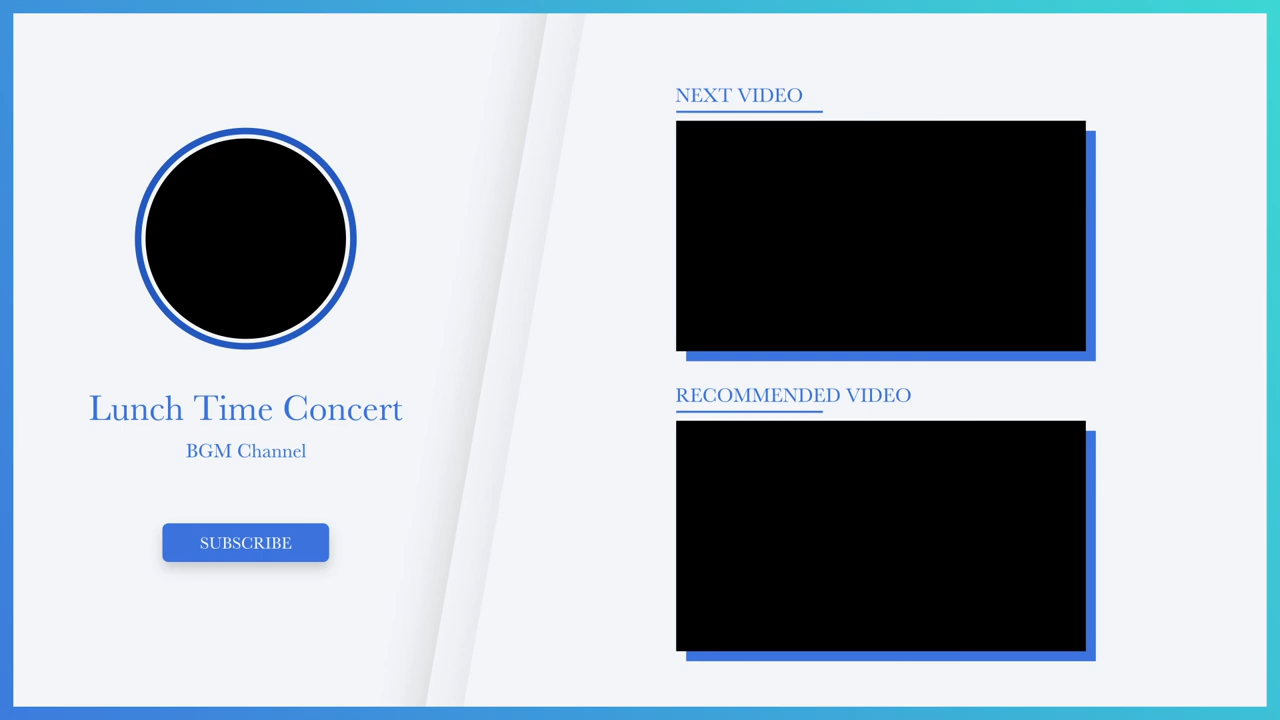 Lunch Time Concert
BGM Channel
SUBSCRIBE
NEXT VIDEO
RECOMMENDED VIDEO